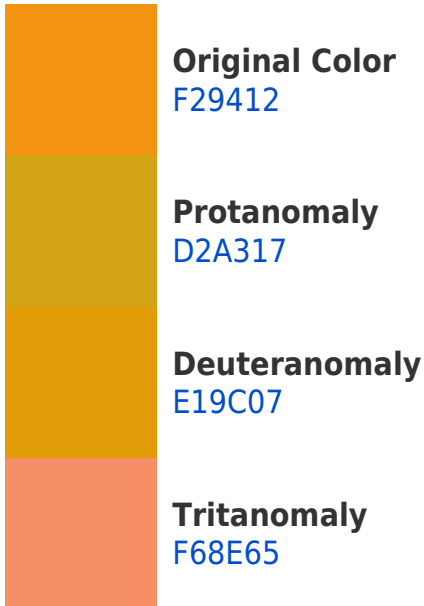 Original Color
F29412
Protanomaly
D2A317
Deuteranomaly
E19C07
Tritanomaly
F68E65